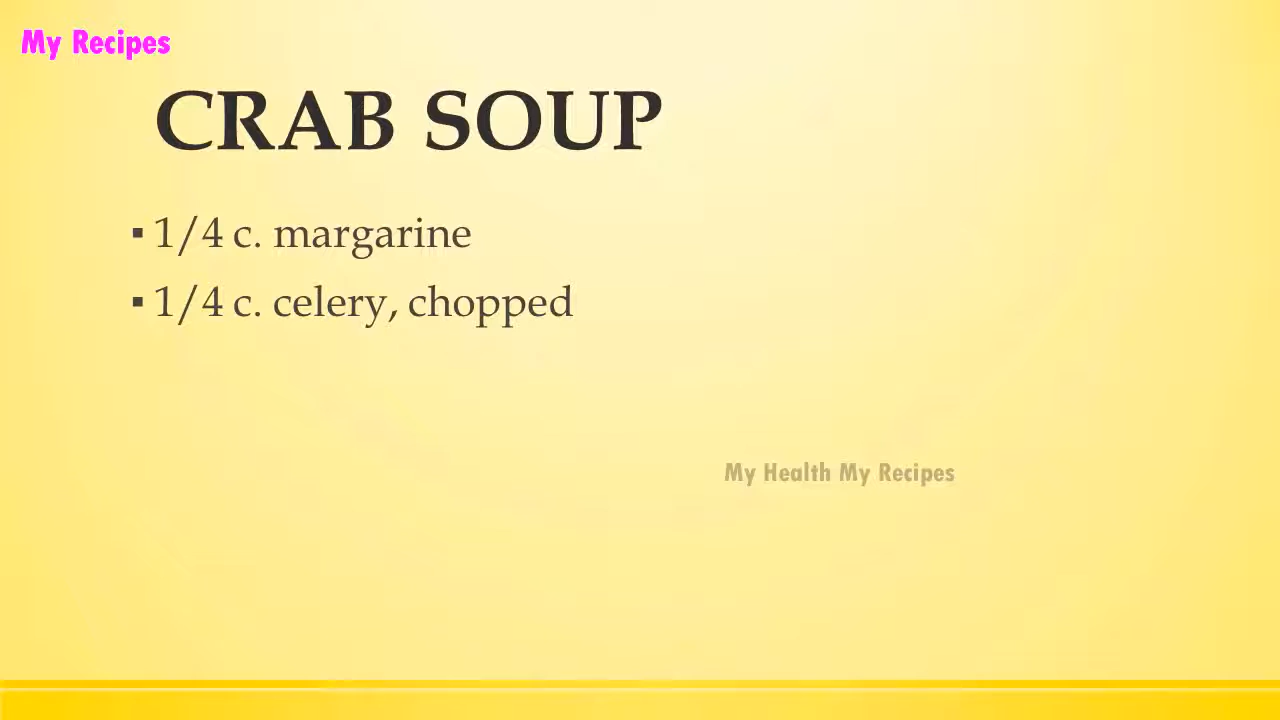 My Recipes
CRAB SOUP
▪ 1/4 c. margarine
▪ 1/4 c. celery, chopped
My Health My Recipes